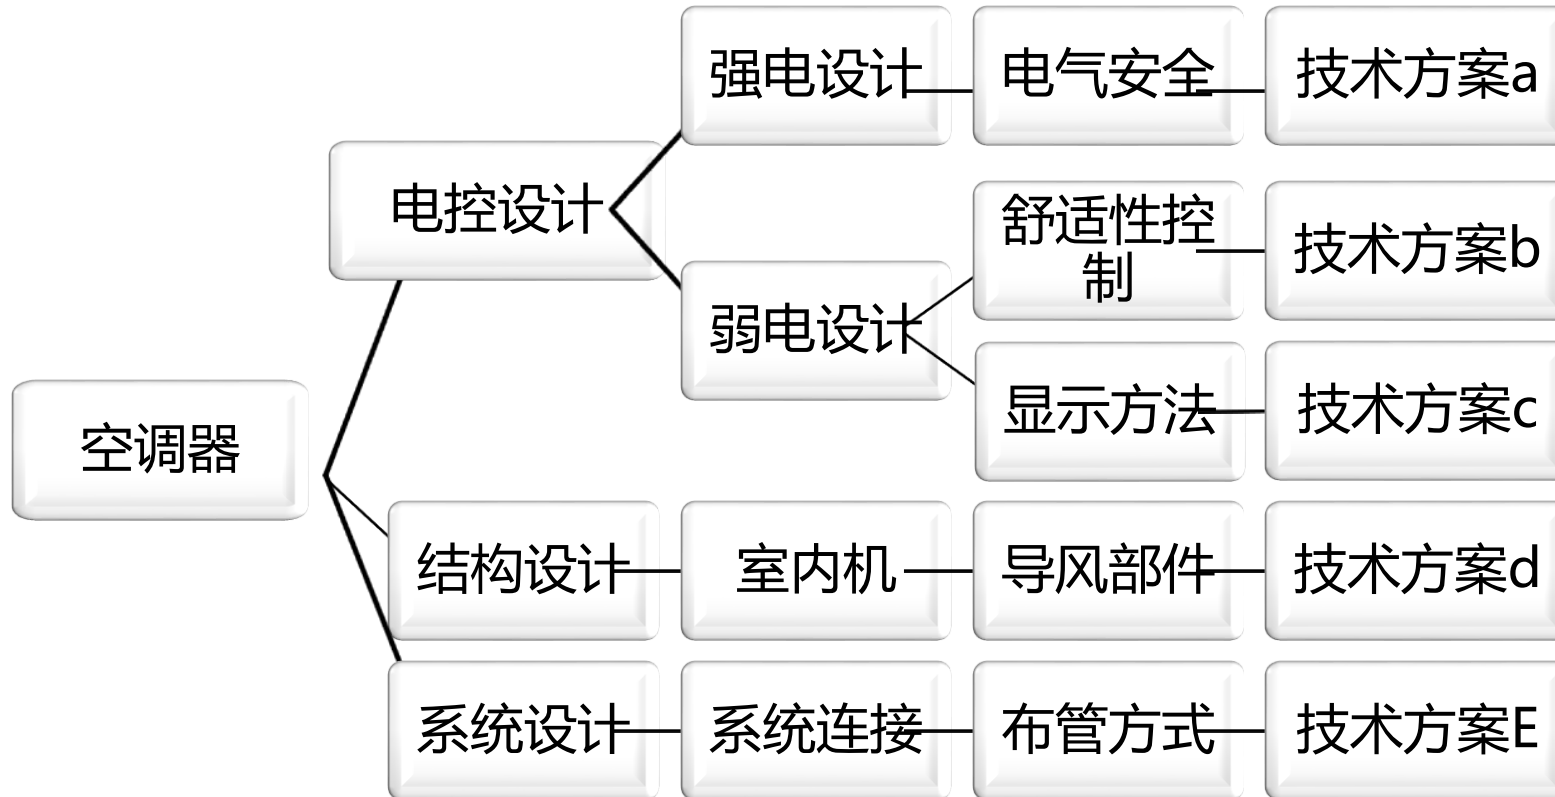 强电设计
电气安全
技术方案a
电控设计
舒适性控
制
技术方案b
弱电设计
显示方法
技术方案c
空调器
结构设计
室内机
导风部件
技术方案d
系统设计
系统连接
布管方式
技术方案E